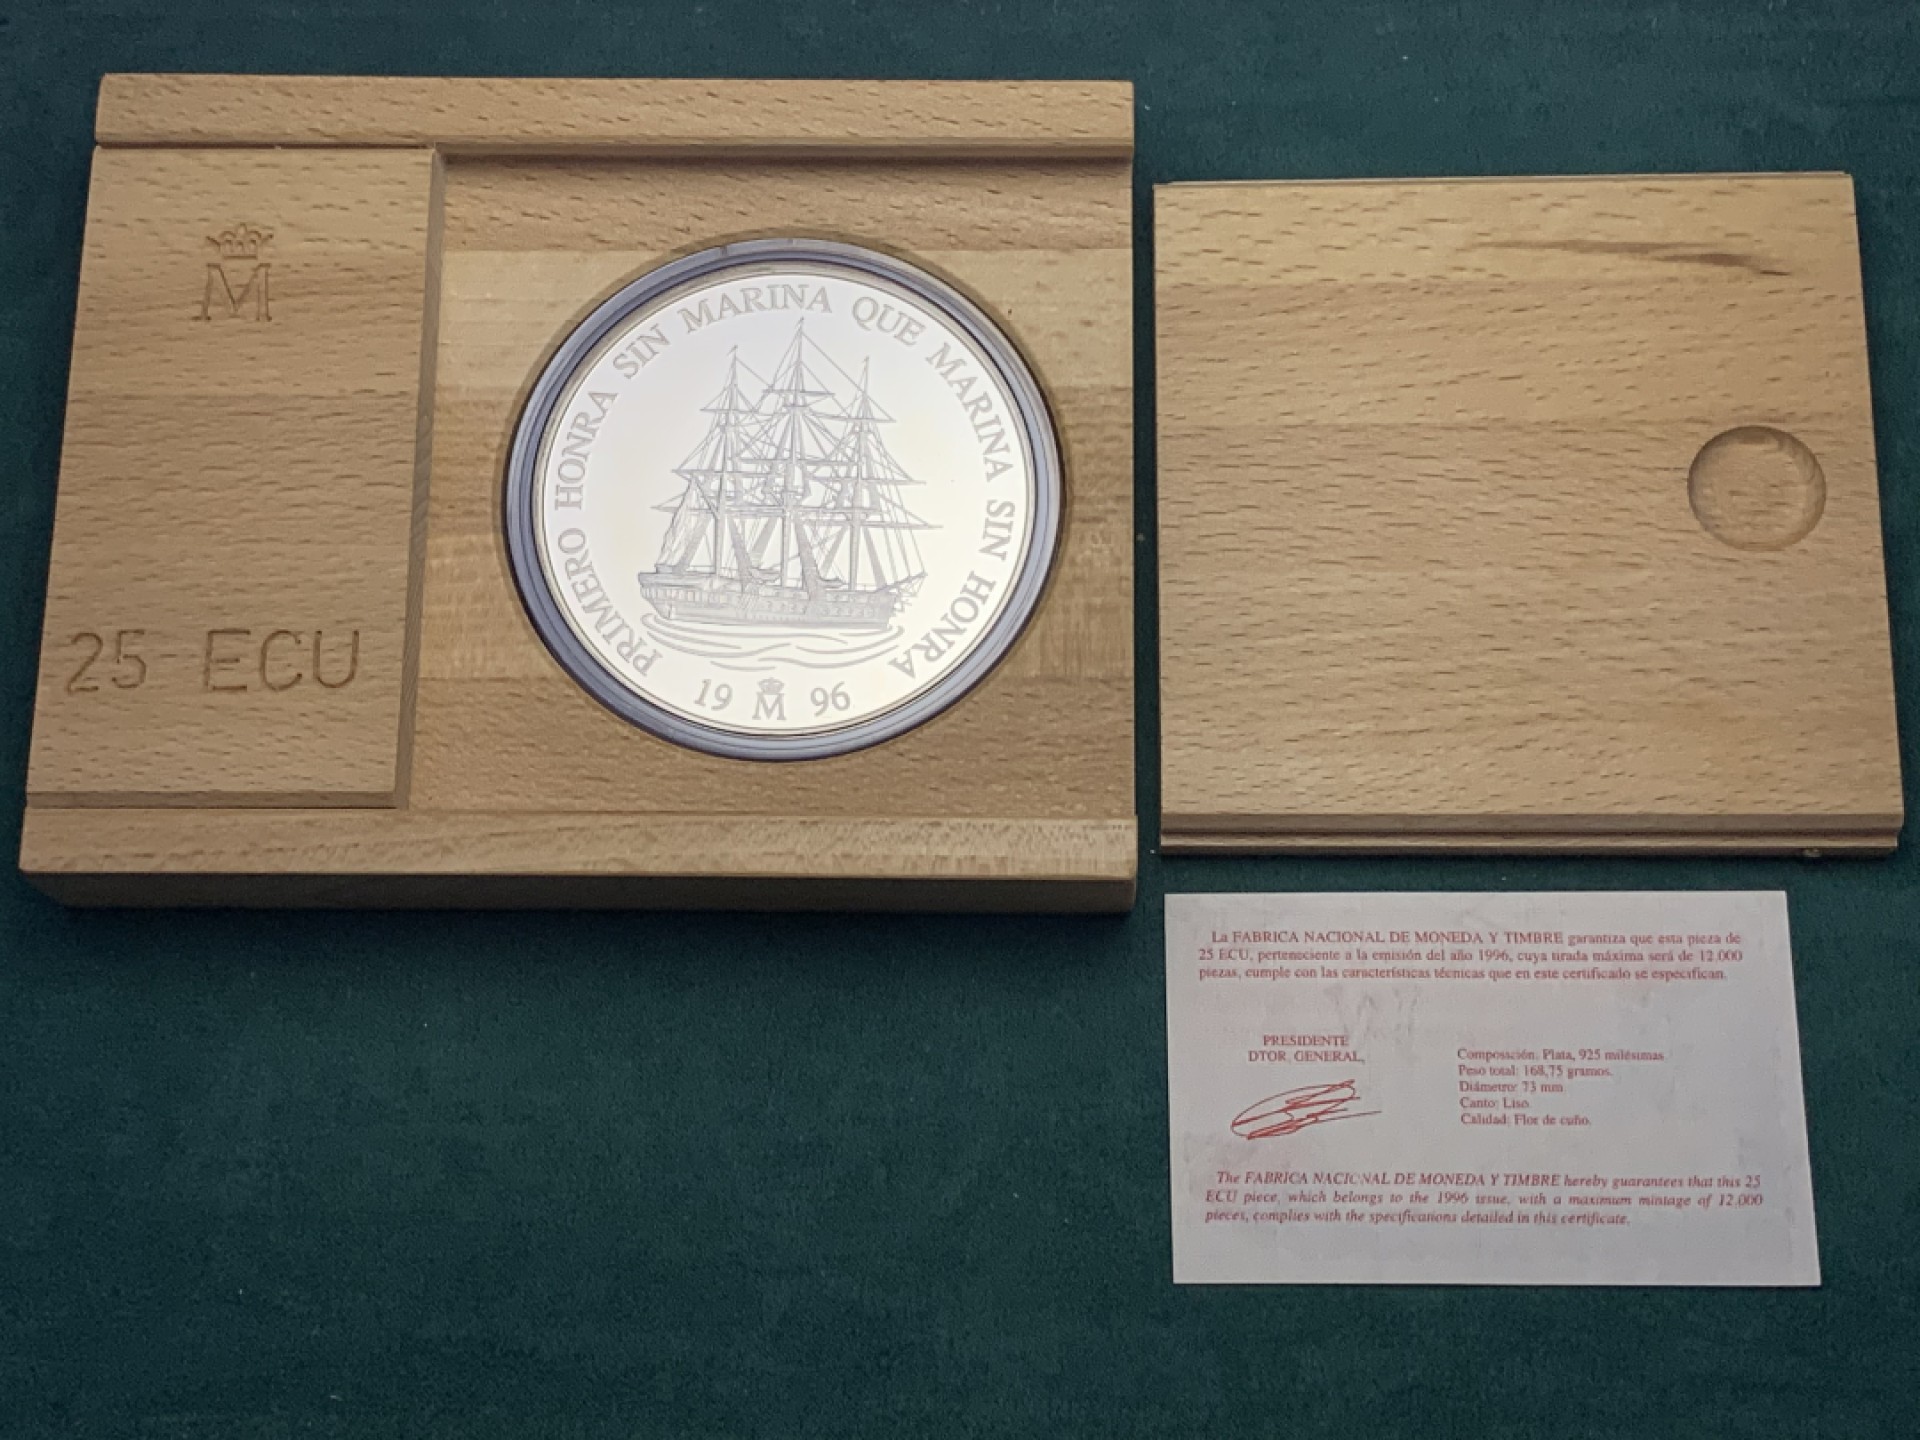 M
25 ECU
PRIMERO HONRA SIN MARINA QUE MARINA SIN HONRA
19 M 96
La FABRICA NACIONAL DE MONEDA Y TIMBRE garantiza que esta pieza de
25 ECU, perteneciente a la emisión del año 1996, cuya tirada máxima será de 12.000
piezas, cumple con las características técnicas que en este certificado se especifican.
PRESIDENTE
DTOR. GENERAL,
Composición: Plata, 925 milésimas.
Peso total: 168,75 gramos.
Diámetro: 73 mm.
Canto: Liso.
Calidad: Flor de cuño.
The FABRICA NACIONAL DE MONEDA Y TIMBRE hereby guarantees that this 25
ECU piece, which belongs to the 1996 issue, with a maximum mintage of 12.000
pieces, complies with the specifications detailed in this certificate.